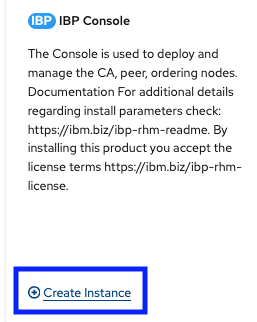 IBP IBP Console
The Console is used to deploy and
manage the CA, peer, ordering nodes.
Documentation For additional details
regarding install parameters check:
https://ibm.biz/ibp-rhm-readme. By
installing this product you accept the
license terms https://ibm.biz/ibp-rhm-
license.
Create Instance